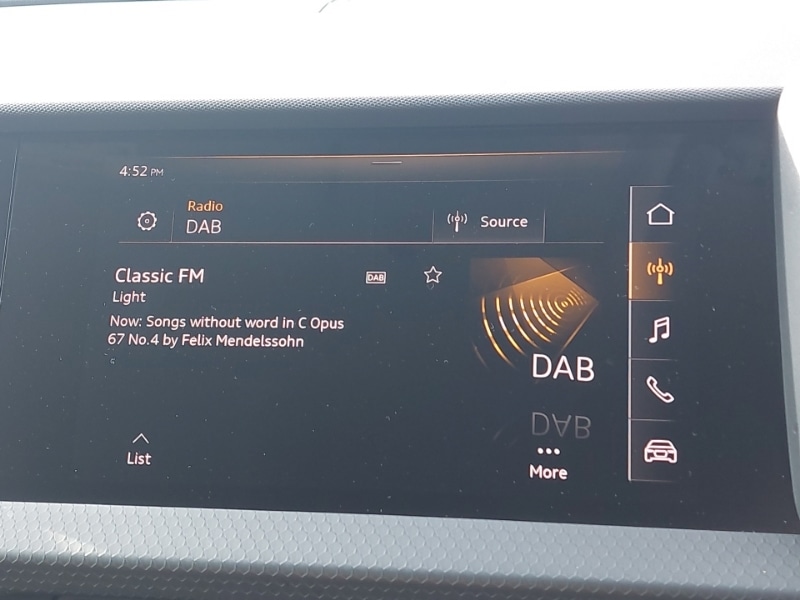 4:52 PM
Radio
DAB
Source
Classic FM
DAB
Light
Now: Songs without word in C Opus
67 No.4 by Felix Mendelssohn
DAB
List
More